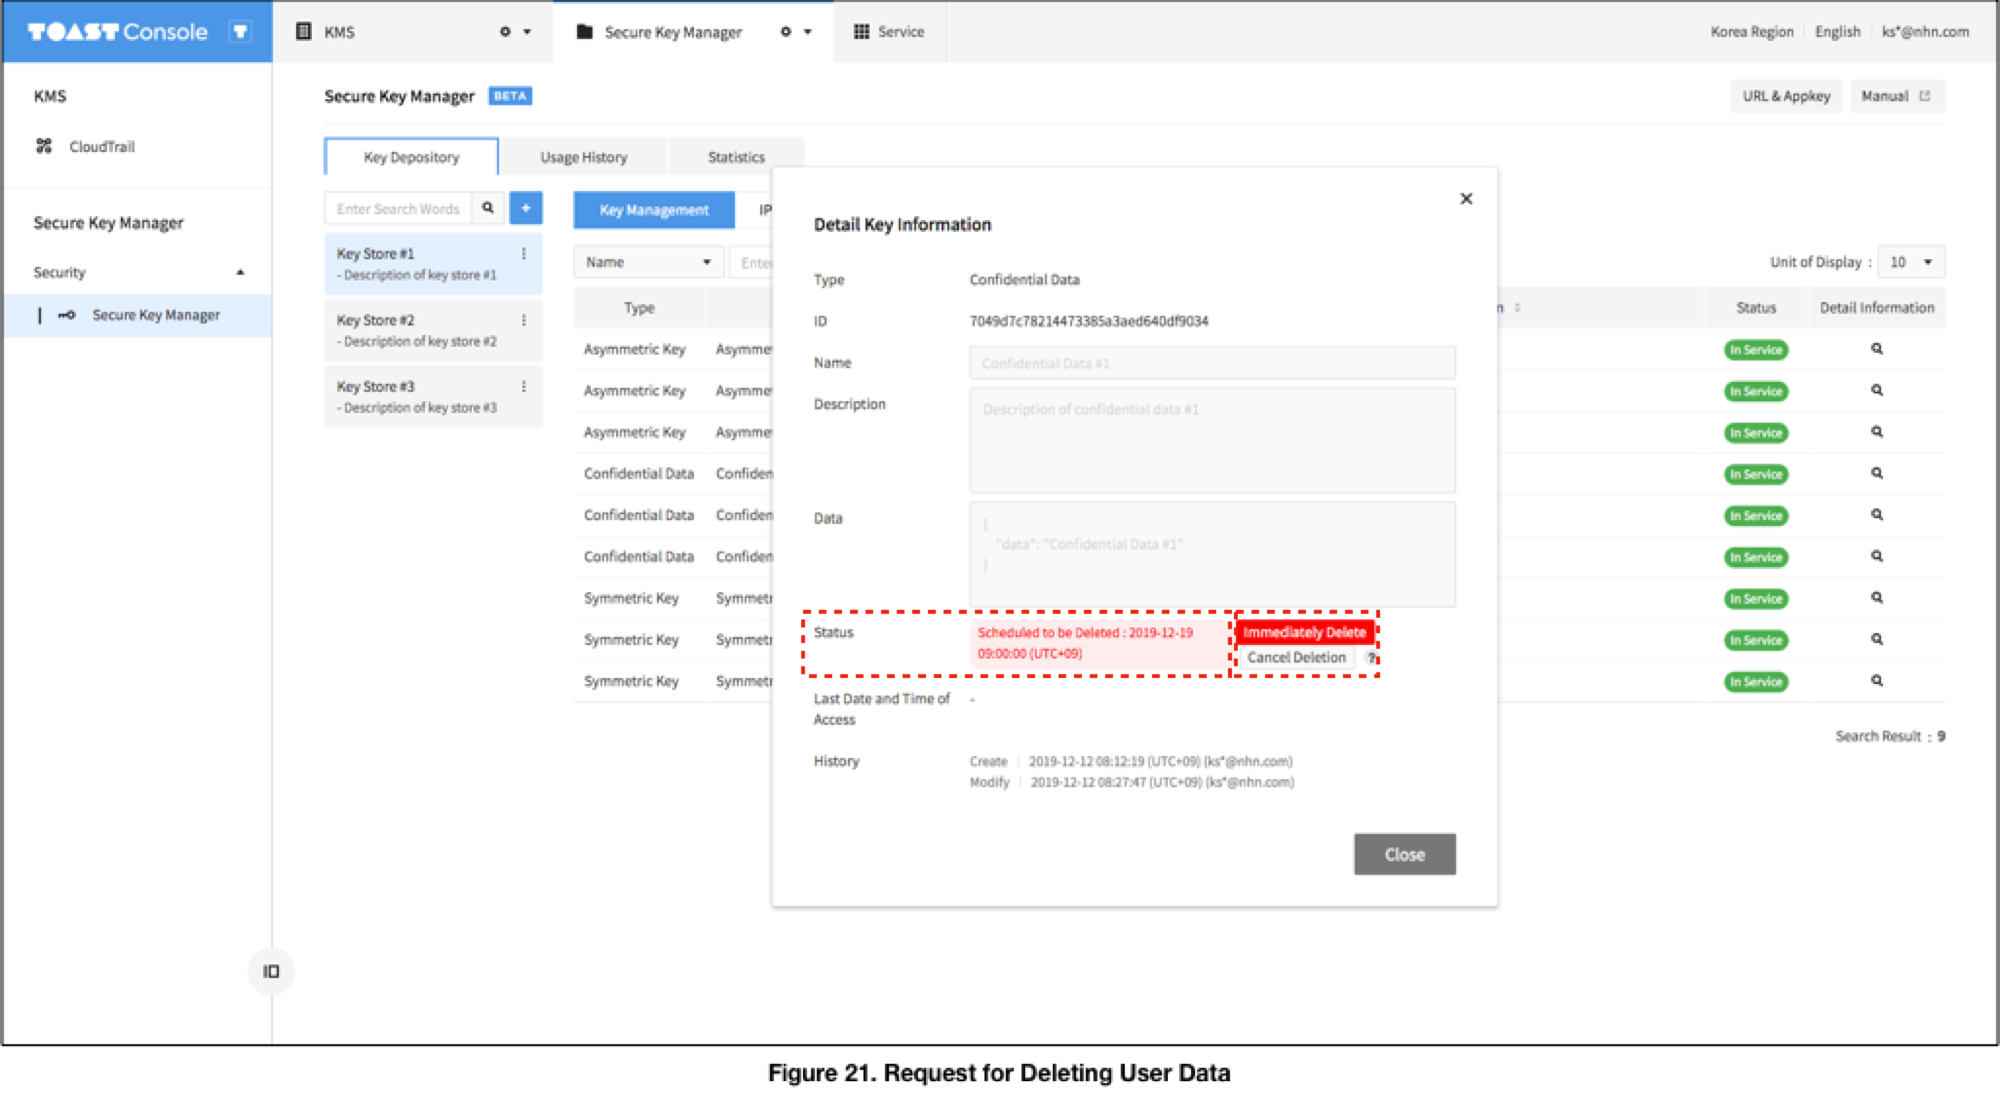 TOAST Console
KMS
Secure Key Manager
Service
Korea Region
English
ks*@nhn.com
KMS
CloudTrail
Secure Key Manager
Security
Secure Key Manager
Secure Key Manager BETA
URL & Appkey
Manual
Key Depository
Usage History
Statistics
Enter Search Words
+
Key Store #1
- Description of key store #1
Key Store #2
- Description of key store #2
Key Store #3
- Description of key store #3
Key Management
IP
Name
Enter
Unit of Display : 10
Type
n
Status
Detail Information
Asymmetric Key Asymme In Service
Asymmetric Key Asymme In Service
Asymmetric Key Asymme In Service
Confidential Data Confiden In Service
Confidential Data Confiden In Service
Confidential Data Confiden In Service
Symmetric Key Symmetr In Service
Symmetric Key Symmetr In Service
Symmetric Key Symmetr In Service
Search Result : 9
Detail Key Information
Type Confidential Data
ID 7049d7c78214473385a3aed640df9034
Name Confidential Data #1
Description Description of confidential data #1
Data {
"data": "Confidential Data #1"
}
Status Scheduled to be Deleted : 2019-12-19
09:00:00 (UTC+09)
Immediately Delete
Cancel Deletion ?
Last Date and Time of -
Access
History Create 2019-12-12 08:12:19 (UTC+09) (ks*@nhn.com)
Modify 2019-12-12 08:27:47 (UTC+09) (ks*@nhn.com)
Close
Figure 21. Request for Deleting User Data